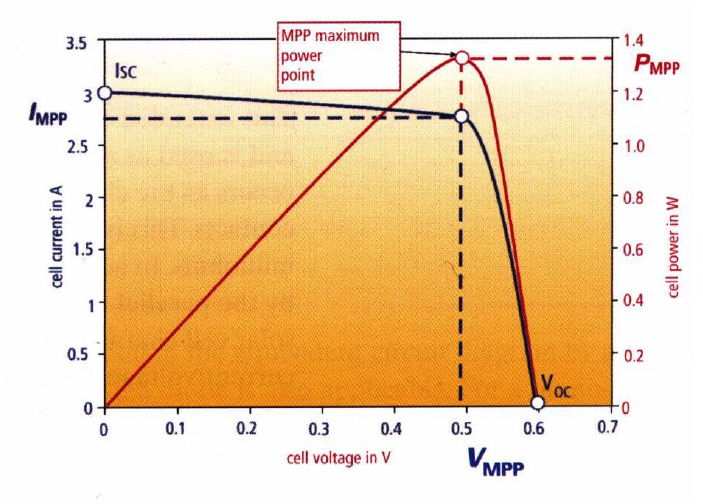 MPP maximum
power
point
3.5
3
2.5
2
1.5
1
0.5
0
cell current in A
I MPP
ISC
1.4
1.2
1.0
0.8
0.6
0.4
0.2
0
cell power in W
PMPP
VOC
0
0.1
0.2
0.3
0.4
0.5
0.6
0.7
cell voltage in V
VMPP